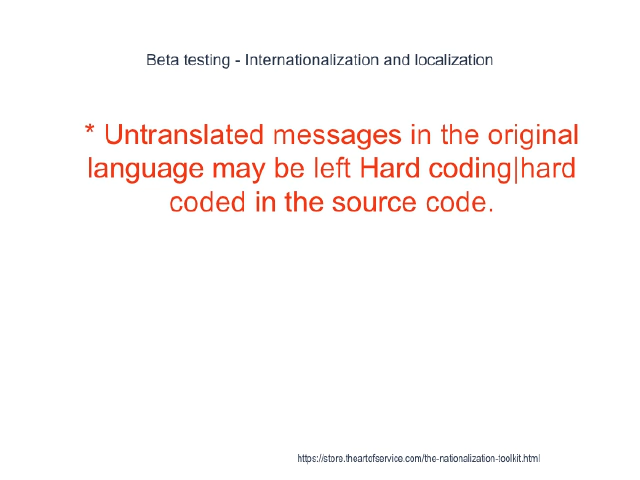 Beta testing - Internationalization and localization
* Untranslated messages in the original
language may be left Hard coding|hard
coded in the source code.
https://store.theartofservice.com/the-nationalization-toolkit.html